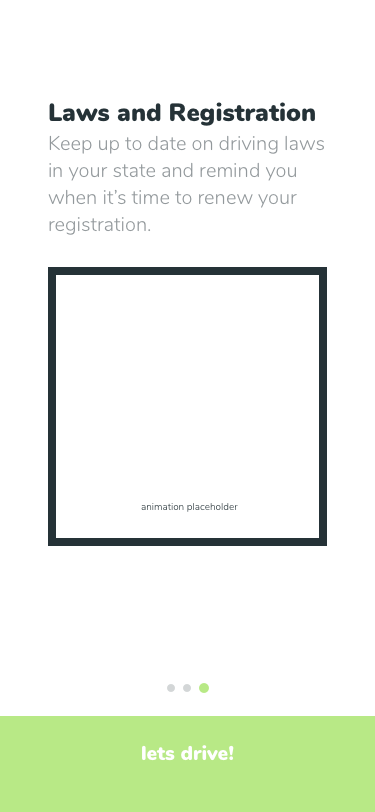 Laws and Registration
Keep up to date on driving laws
in your state and remind you
when it’s time to renew your
registration.
animation placeholder
lets drive!